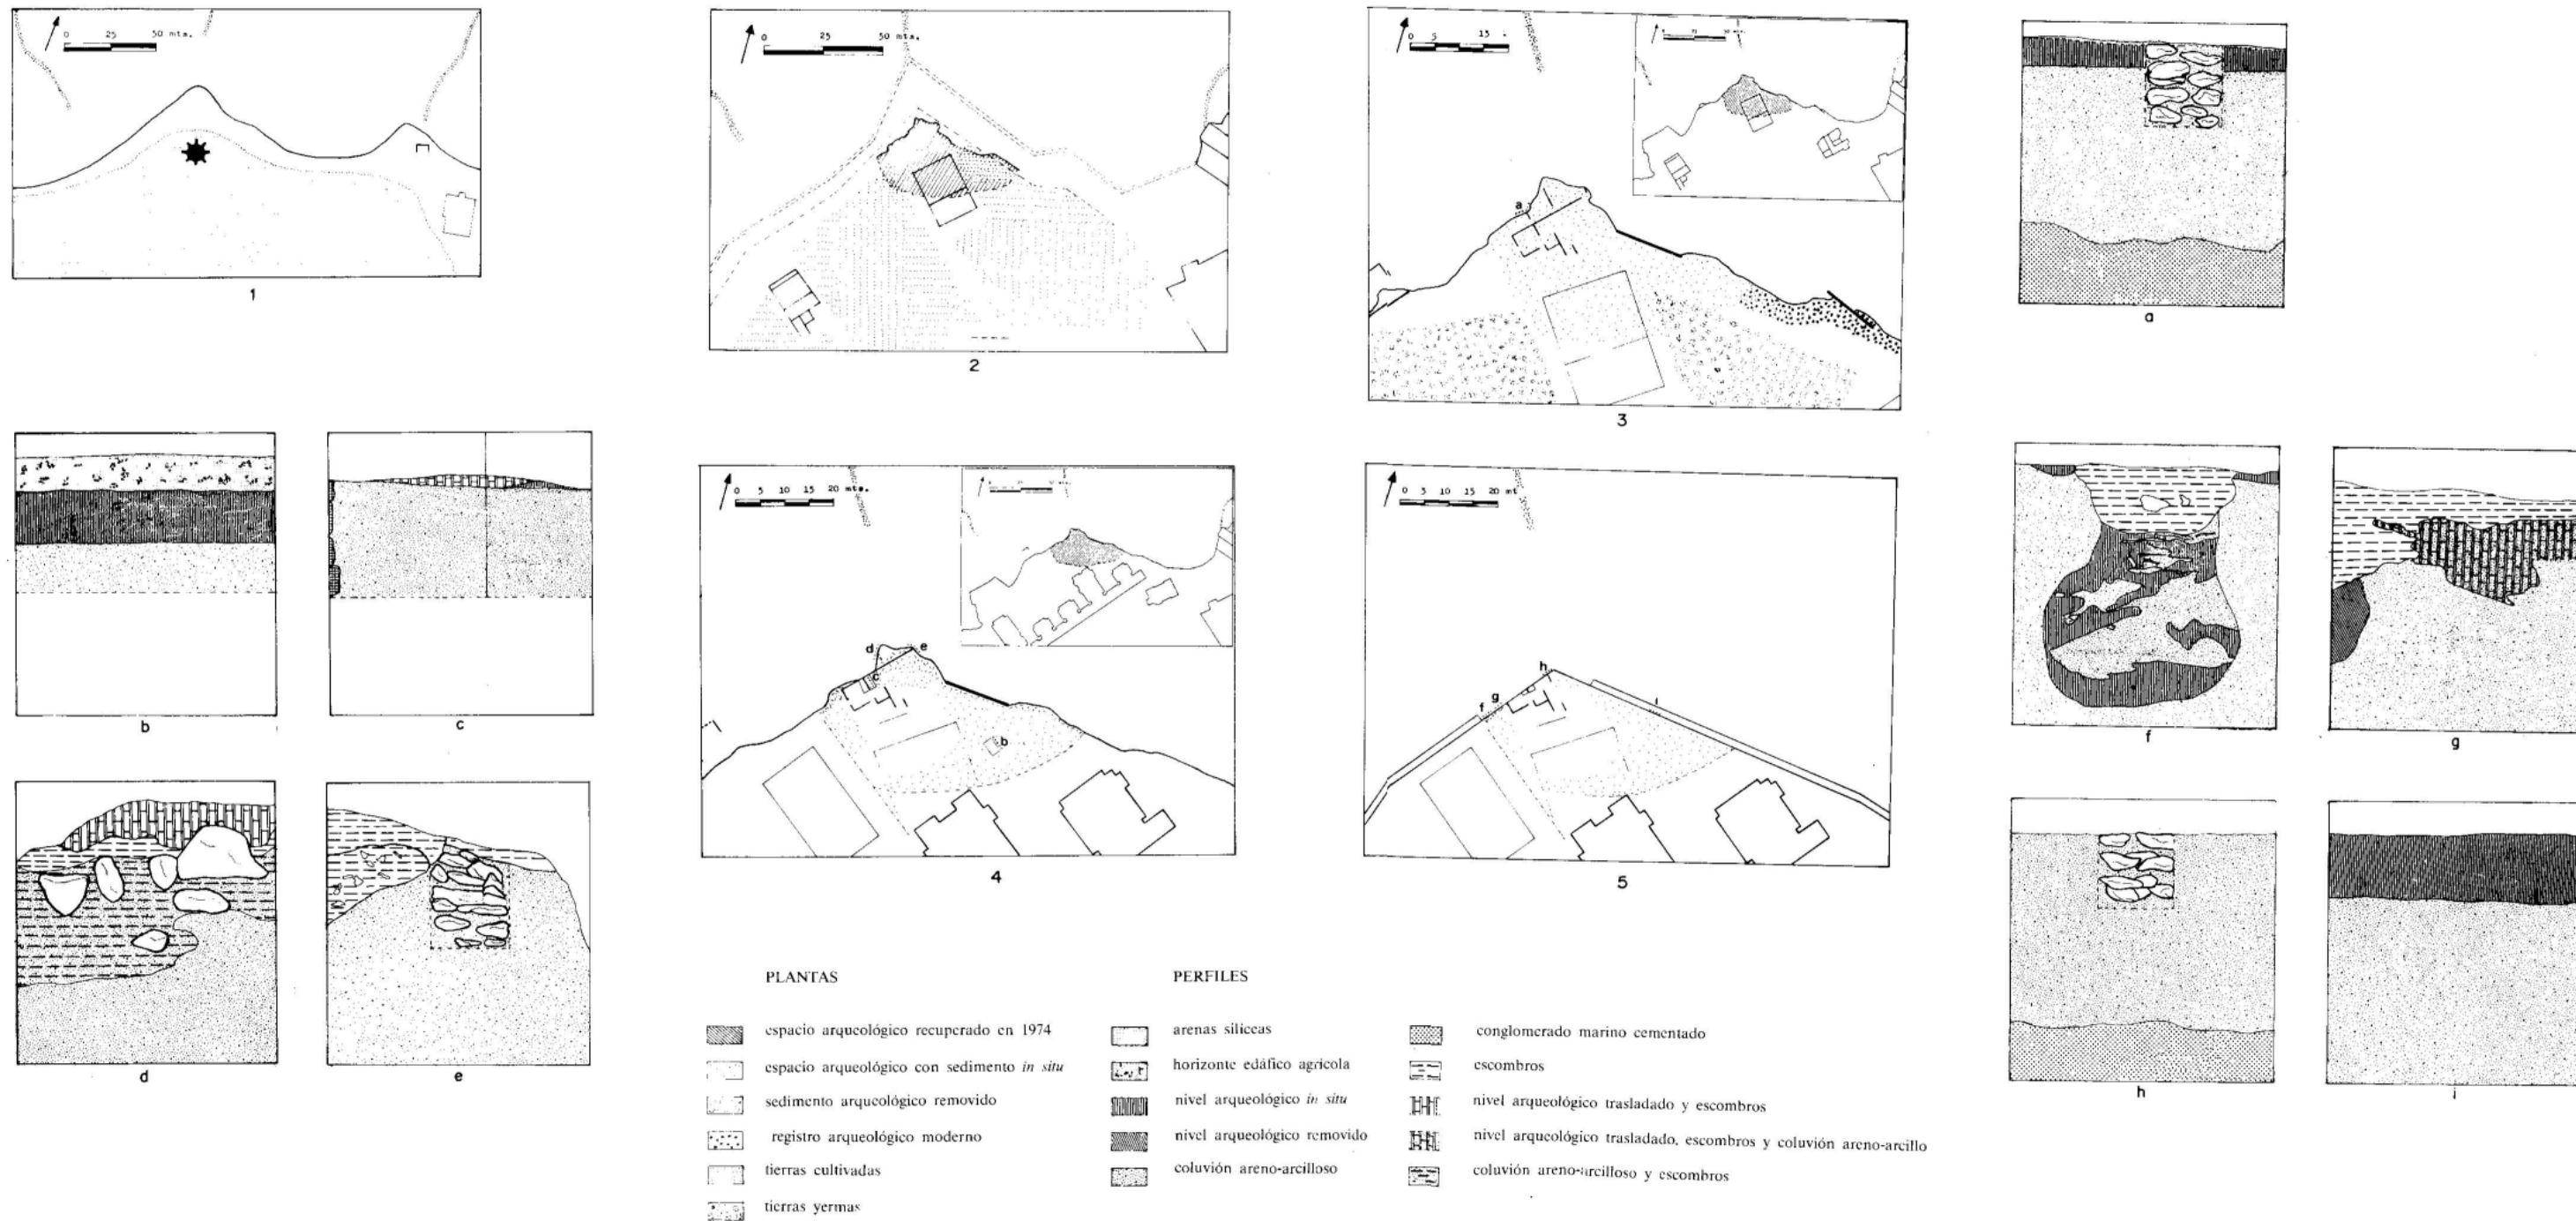 0 25 50 mts.
1
0 25 50 mts.
2
0 5 15
a
3
a
b
c
d
e
0 5 10 15 20 mts.
d e
c
b
4
0 5 10 15 20 mt
h
g
f
i
5
f
g
h
i
PLANTAS
espacio arqueológico recuperado en 1974
espacio arqueológico con sedimento in situ
sedimento arqueológico removido
registro arqueológico moderno
tierras cultivadas
tierras yermas
PERFILES
arenas silíceas
horizonte edáfico agrícola
nivel arqueológico in situ
nivel arqueológico removido
coluvión areno-arcilloso
conglomerado marino cementado
escombros
nivel arqueológico trasladado y escombros
nivel arqueológico trasladado, escombros y coluvión areno-arcillo
coluvión areno-arcilloso y escombros